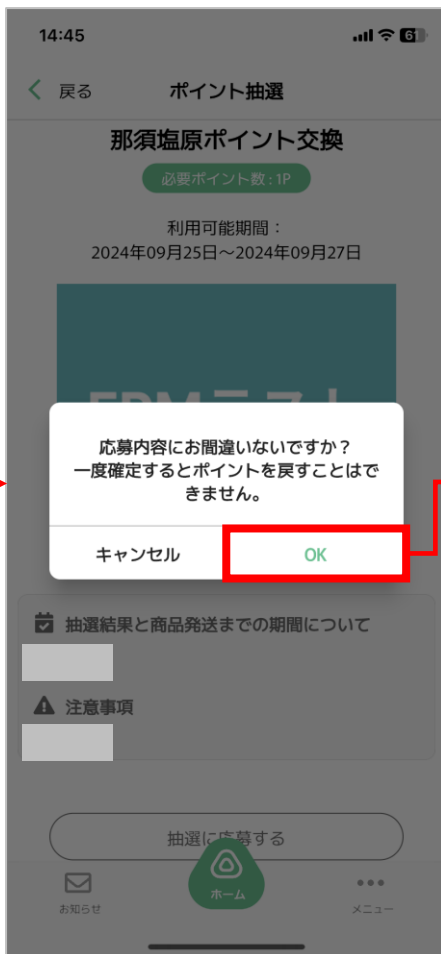 14:45
61
戻る
ポイント抽選
那須塩原ポイント交換
必要ポイント数:1P
利用可能期間：
2024年09月25日～2024年09月27日
応募内容にお間違いないですか？
一度確定するとポイントを戻すことはで
きません。
キャンセル
OK
抽選結果と商品発送までの期間について
注意事項
抽選に応募する
お知らせ
ホーム
メニュー